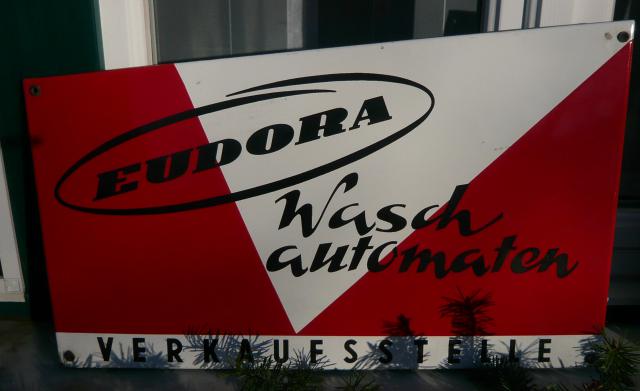 EUDORA
Wasch
automaten
VERKAUFSSTELLE